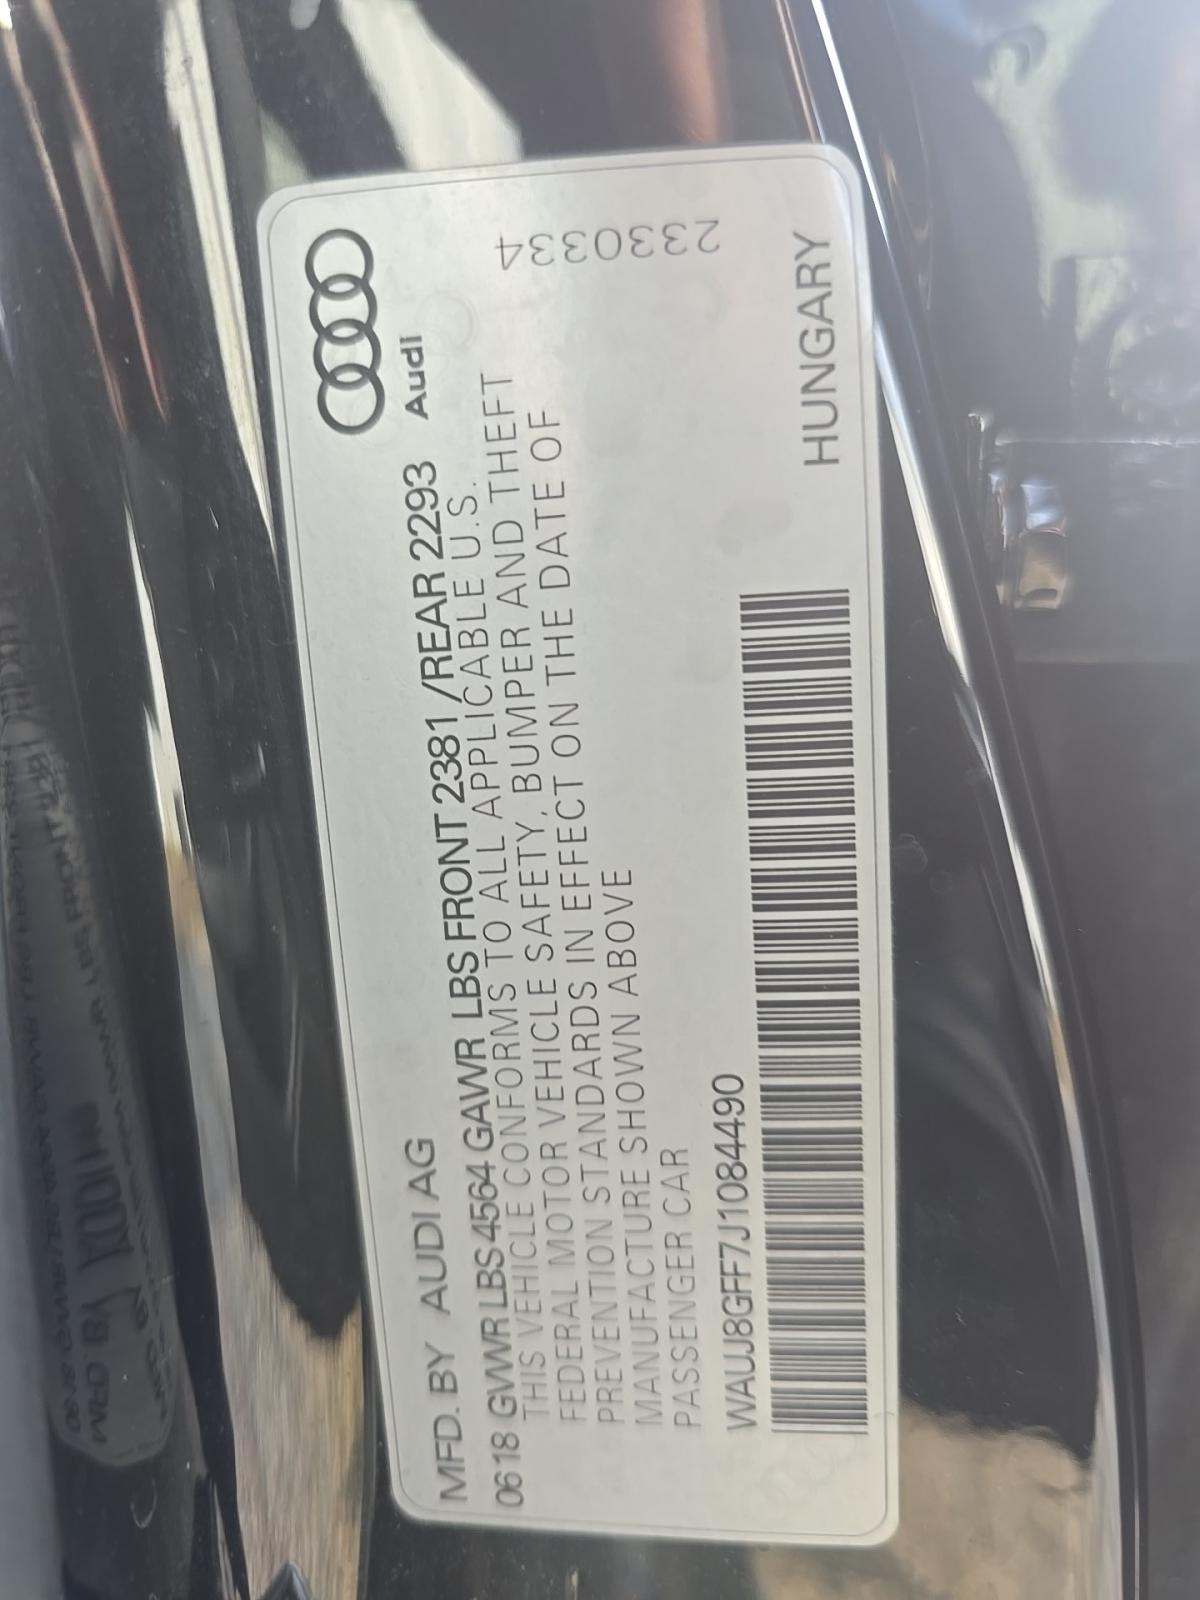 MFD. BY AUDI AG
0618 GVWR LBS 4564 GAWR LBS FRONT 2381 /REAR 2293
Audi
THIS VEHICLE CONFORMS TO ALL APPLICABLE U.S.
FEDERAL MOTOR VEHICLE SAFETY, BUMPER AND THEFT
PREVENTION STANDARDS IN EFFECT ON THE DATE OF
MANUFACTURE SHOWN ABOVE
PASSENGER CAR
2330334
WAUJ8GFF7J1084490
HUNGARY